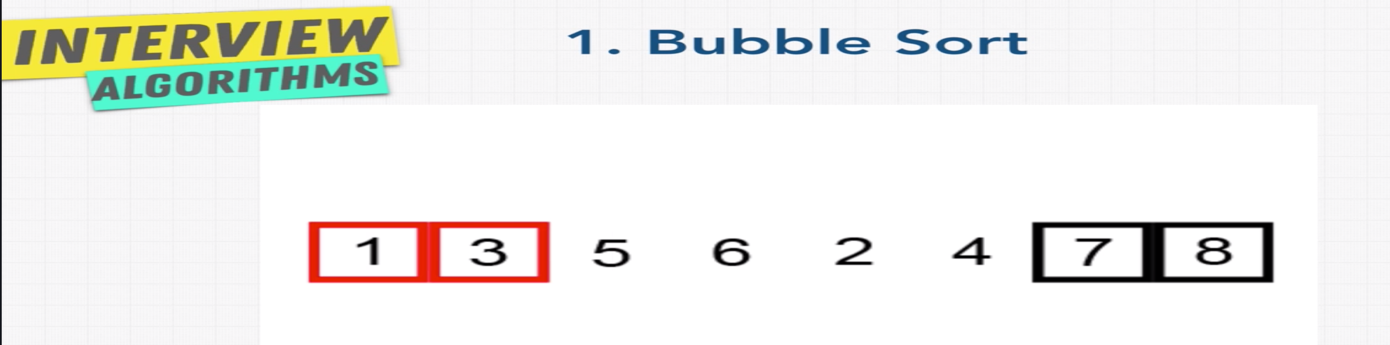 INTERVIEW
ALGORITHMS
1. Bubble Sort
1 3 5 6 2 4 7 8